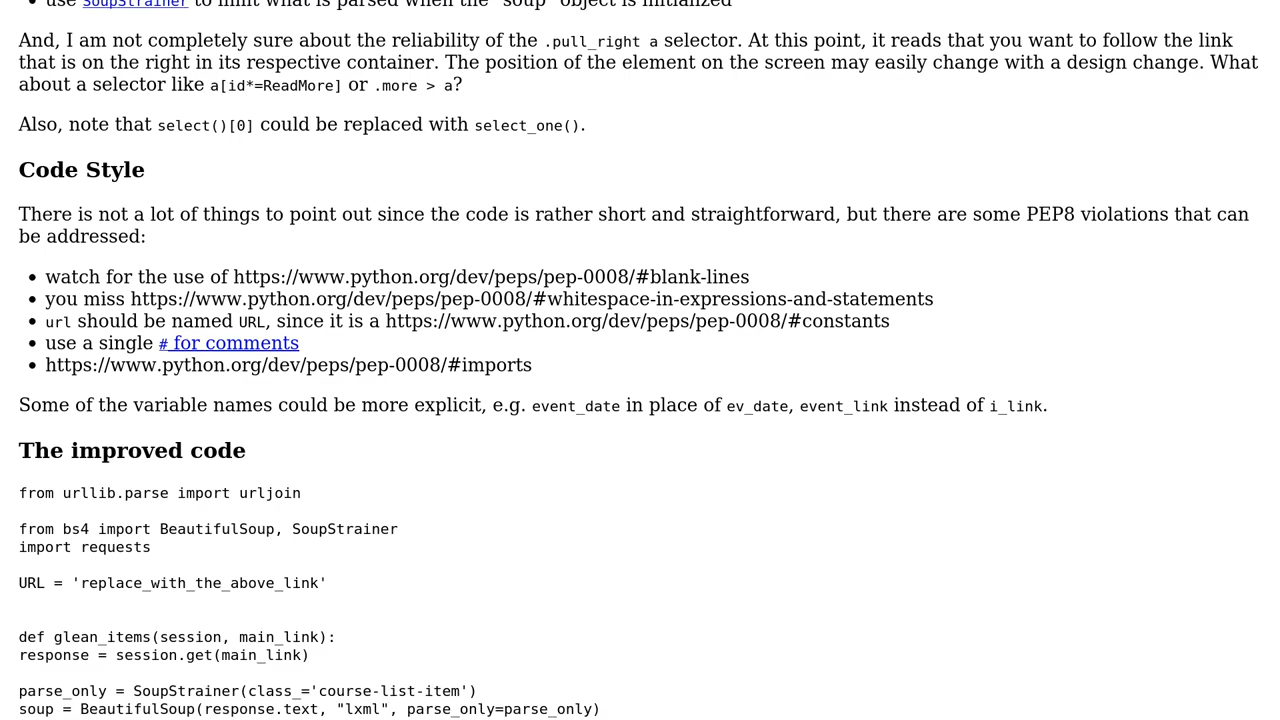 use SoupStrainer to limit what is parsed when the "soup" object is initialized
And, I am not completely sure about the reliability of the .pull_right a selector. At this point, it reads that you want to follow the link
that is on the right in its respective container. The position of the element on the screen may easily change with a design change. What
about a selector like a[id*=ReadMore] or .more > a?
Also, note that select()[0] could be replaced with select_one().
Code Style
There is not a lot of things to point out since the code is rather short and straightforward, but there are some PEP8 violations that can
be addressed:
• watch for the use of https://www.python.org/dev/peps/pep-0008/#blank-lines
• you miss https://www.python.org/dev/peps/pep-0008/#whitespace-in-expressions-and-statements
• url should be named URL, since it is a https://www.python.org/dev/peps/pep-0008/#constants
• use a single # for comments
• https://www.python.org/dev/peps/pep-0008/#imports
Some of the variable names could be more explicit, e.g. event_date in place of ev_date, event_link instead of i_link.
The improved code
from urllib.parse import urljoin
from bs4 import BeautifulSoup, SoupStrainer
import requests
URL = 'replace_with_the_above_link'
def glean_items(session, main_link):
response = session.get(main_link)
parse_only = SoupStrainer(class_='course-list-item')
soup = BeautifulSoup(response.text, "lxml", parse_only=parse_only)